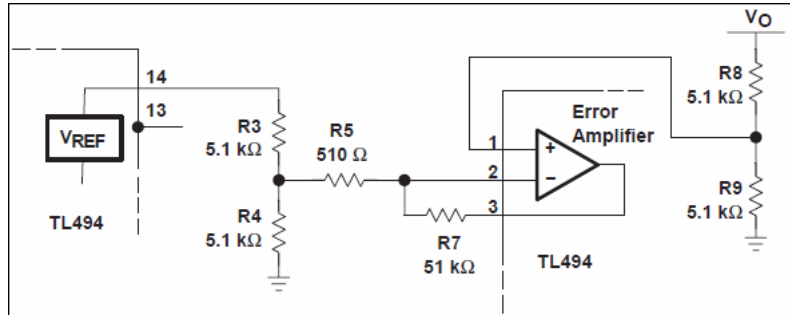 VO
14
13
VREF
TL494
R3
5.1 kΩ
R4
5.1 kΩ
R5
510 Ω
R7
51 kΩ
1
2
3
+
−
Error
Amplifier
TL494
R8
5.1 kΩ
R9
5.1 kΩ